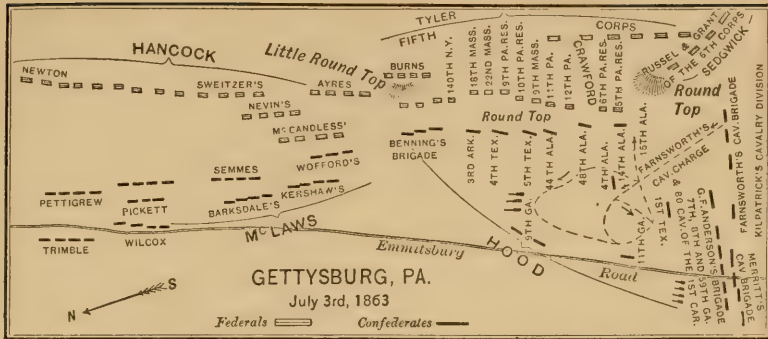 TYLER
FIFTH CORPS
HANCOCK
Little Round Top
BURNS
140TH N.Y.
18TH MASS.
22ND MASS.
9TH PA.RES.
10TH PA.RES.
9TH MASS.
11TH PA.
12TH PA.
CRAWFORD
6TH PA.RES.
5TH PA.RES.
RUSSEL & GRANT
OF THE 6TH CORPS
SEDGWICK
NEWTON
SWEITZER'S
AYRES
NEVIN'S
McCANDLESS'
Round Top
Round
Top
BENNING'S
BRIGADE
3RD ARK.
4TH TEX.
5TH TEX.
44TH ALA.
48TH ALA.
4TH ALA.
14TH ALA.
15TH ALA.
FARNSWORTH'S
CAV. CHARGE
FARNSWORTH'S CAV. BRIGADE
KILPATRICK'S CAVALRY DIVISION
SEMMES
WOFFORD'S
PETTIGREW
PICKETT
BARKSDALE'S
KERSHAW'S
9TH GA.
11TH GA.
1ST TEX.
& 80 CAV. OF THE 1ST CAR.
77TH, 8TH AND 59TH GA.
G.F. ANDERSON'S BRIGADE
MERRITT'S
CAV BRIGADE
TRIMBLE
WILCOX
McLAWS
Emmitsburg Road
HOOD
GETTYSBURG, PA.
July 3rd, 1863
N S
Federals Confederates